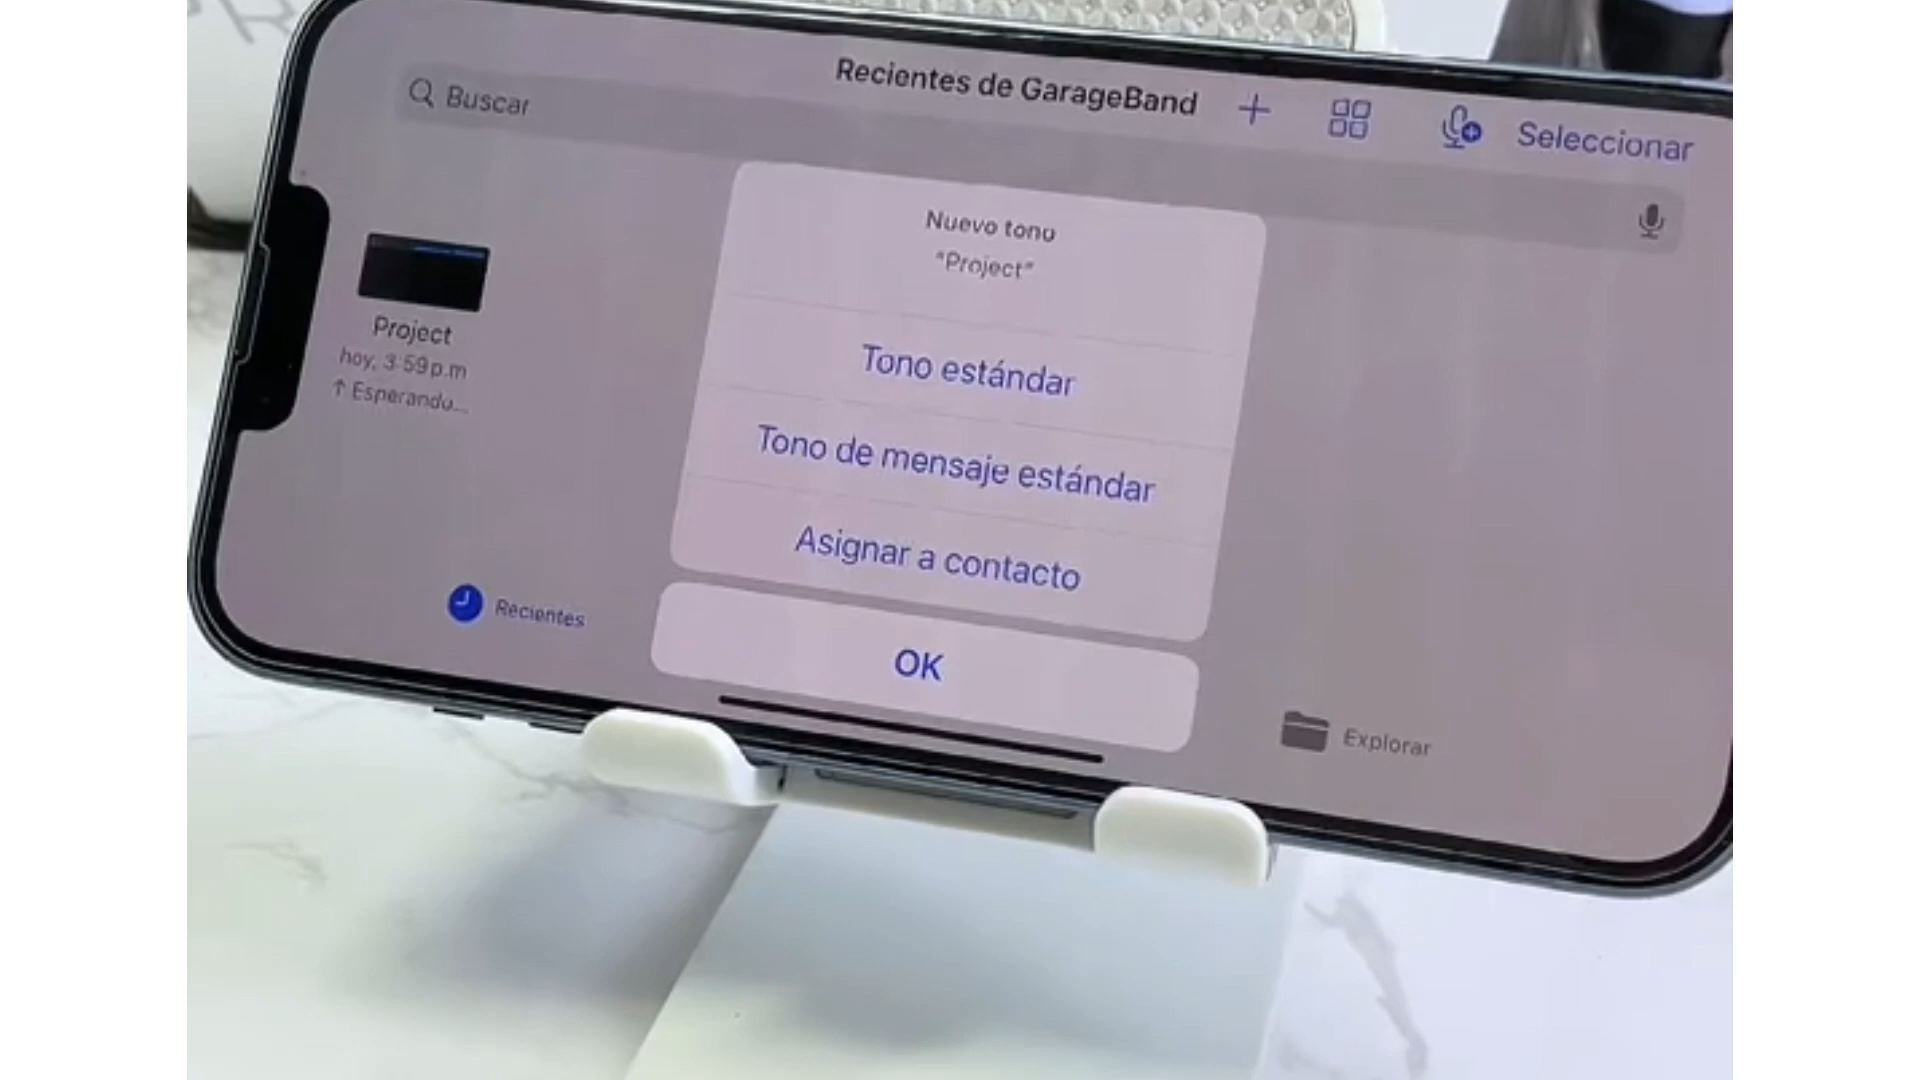 Recientes de GarageBand
Seleccionar
Buscar
Nuevo tono
"Project"
Project
hoy, 3:59 p.m
↑ Esperando...
Tono estándar
Tono de mensaje estándar
Asignar a contacto
OK
Recientes
Explorar